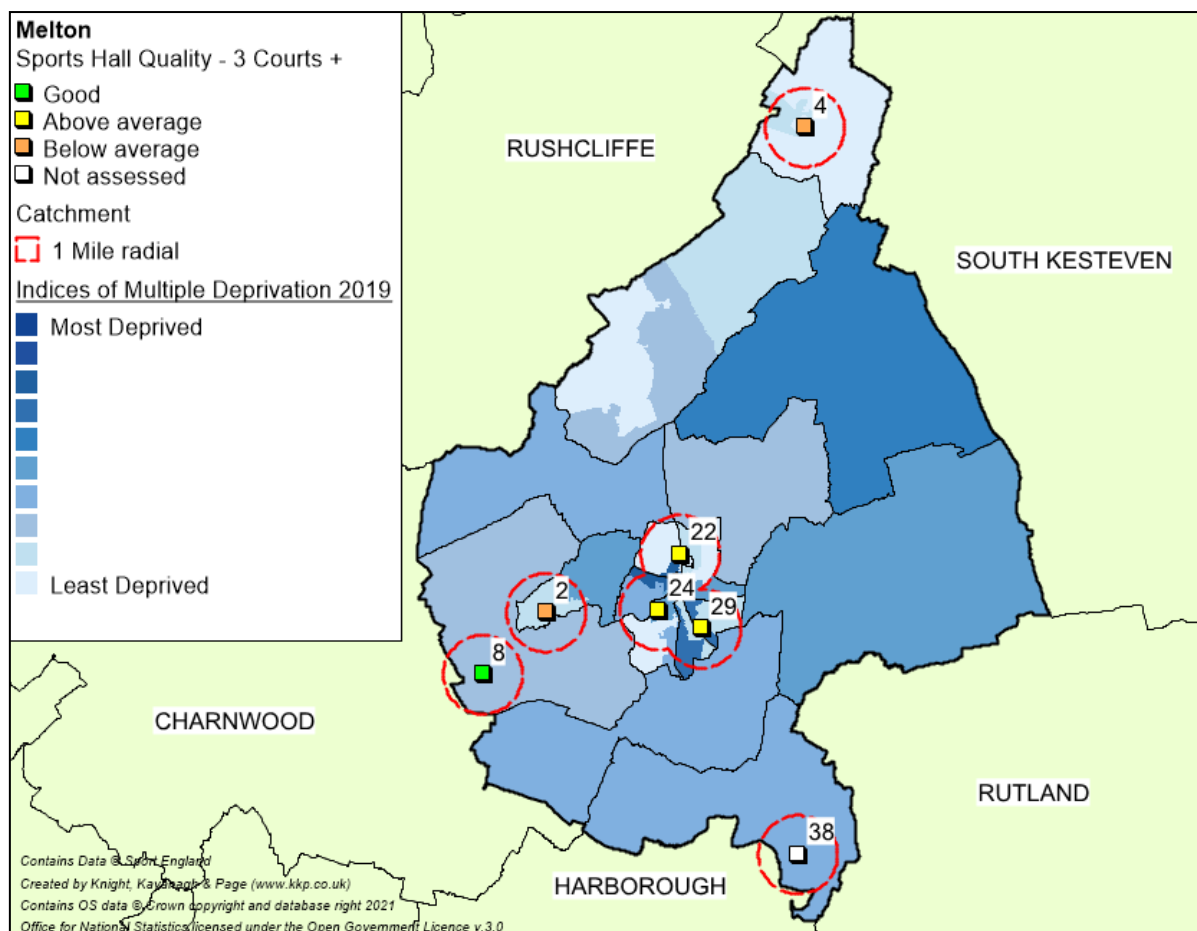 Melton
Sports Hall Quality - 3 Courts +
Good
Above average
Below average
Not assessed
Catchment
1 Mile radial
Indices of Multiple Deprivation 2019
Most Deprived
Least Deprived
4
RUSHCLIFFE
SOUTH KESTEVEN
22
24
2
29
8
CHARNWOOD
RUTLAND
38
HARBOROUGH
Contains Data © Sport England
Created by Knight, Kavanagh & Page (www.kkp.co.uk)
Contains OS data © Crown copyright and database right 2021
Office for National Statistics licensed under the Open Government Licence v.3.0